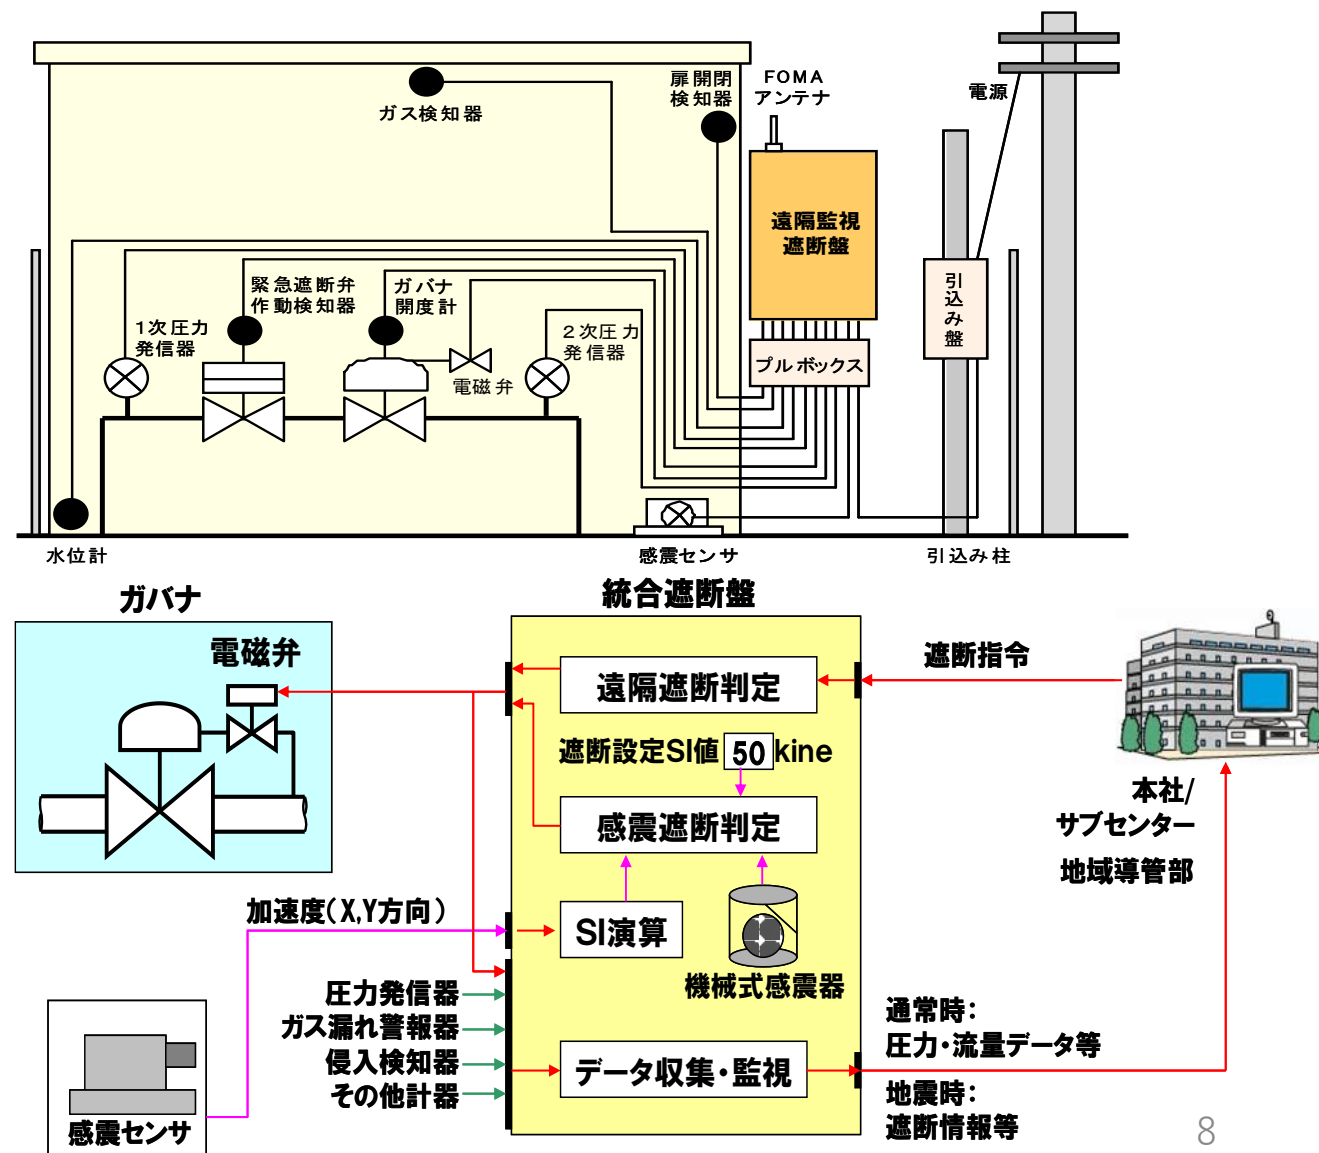 ガス検知器
扉開閉
検知器
FOMA
アンテナ
電源
遠隔監視
遮断盤
引込み盤
緊急遮断弁
作動検知器
ガバナ
開度計
1次圧力
発信器
2次圧力
発信器
電磁弁
プルボックス
水位計
感震センサ
引込み柱
ガバナ
統合遮断盤
電磁弁
遠隔遮断判定
遮断指令
遮断設定SI値 50 kine
感震遮断判定
本社/
サブセンター
地域導管部
加速度(X,Y方向)
SI演算
機械式感震器
圧力発信器
ガス漏れ警報器
侵入検知器
その他計器
データ収集・監視
通常時:
圧力・流量データ等
地震時:
遮断情報等
感震センサ
8